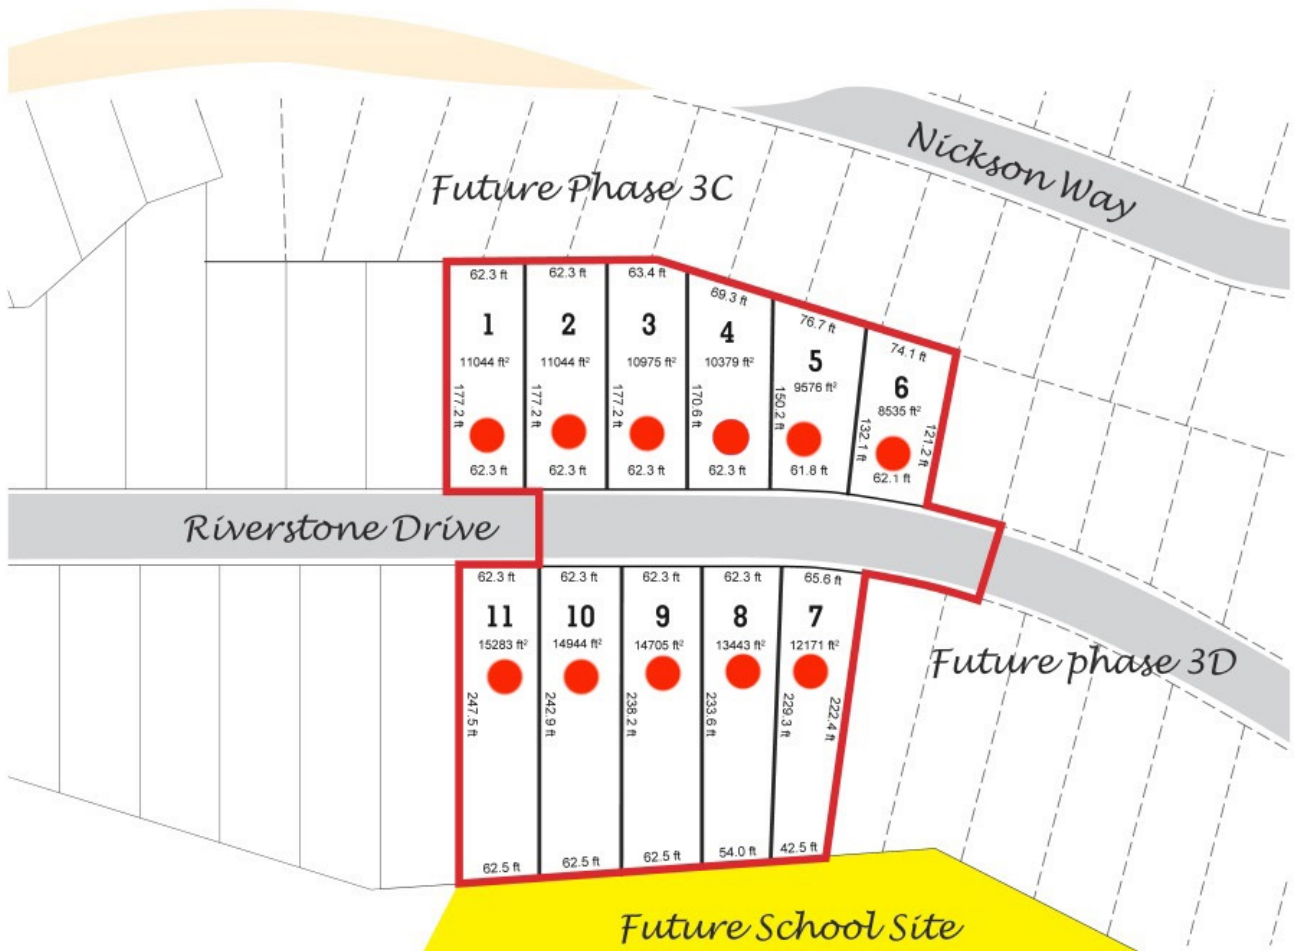 Nickson Way
Future Phase 3C
62.3 ft
62.3 ft
63.4 ft
69.3 ft
76.7 ft
74.1 ft
1
2
3
4
5
6
11044 ft²
11044 ft²
10975 ft²
10379 ft²
9576 ft²
8535 ft²
177.2 ft
177.2 ft
177.2 ft
170.6 ft
150.2 ft
132.1 ft
121.2 ft
62.3 ft
62.3 ft
62.3 ft
62.3 ft
61.8 ft
62.1 ft
Riverstone Drive
62.3 ft
62.3 ft
62.3 ft
62.3 ft
65.6 ft
11
10
9
8
7
15283 ft²
14944 ft²
14705 ft²
13443 ft²
12171 ft²
247.5 ft
242.9 ft
238.2 ft
233.6 ft
229.3 ft
222.4 ft
62.5 ft
62.5 ft
62.5 ft
54.0 ft
42.5 ft
Future phase 3D
Future School Site